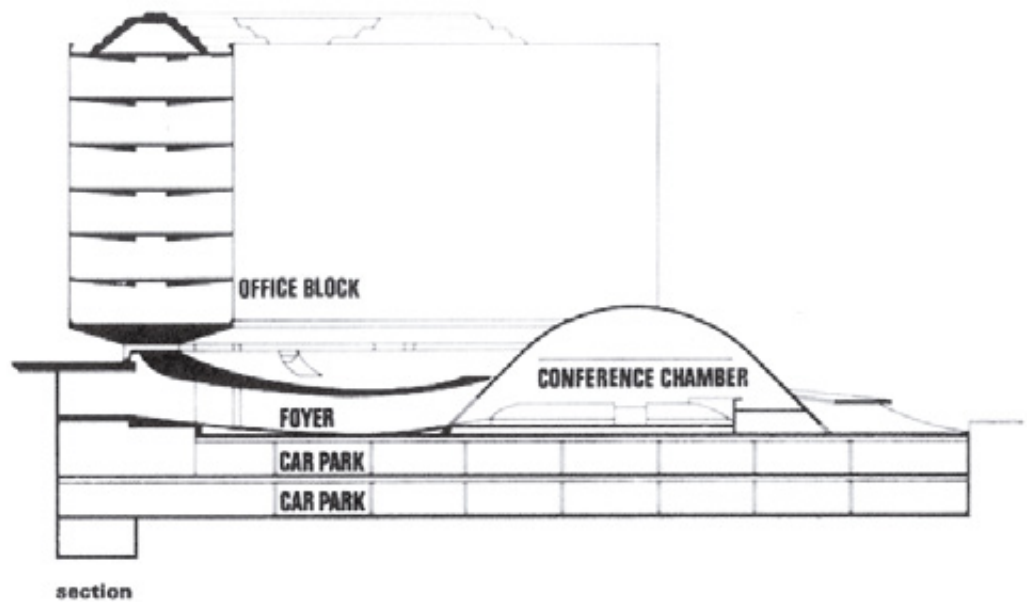 OFFICE BLOCK
CONFERENCE CHAMBER
FOYER
CAR PARK
CAR PARK
section